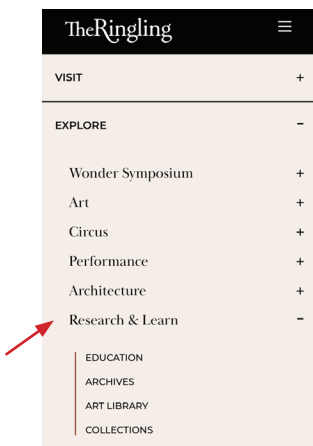 TheRingling
VISIT +
EXPLORE -
Wonder Symposium +
Art +
Circus +
Performance +
Architecture +
Research & Learn -
EDUCATION
ARCHIVES
ART LIBRARY
COLLECTIONS